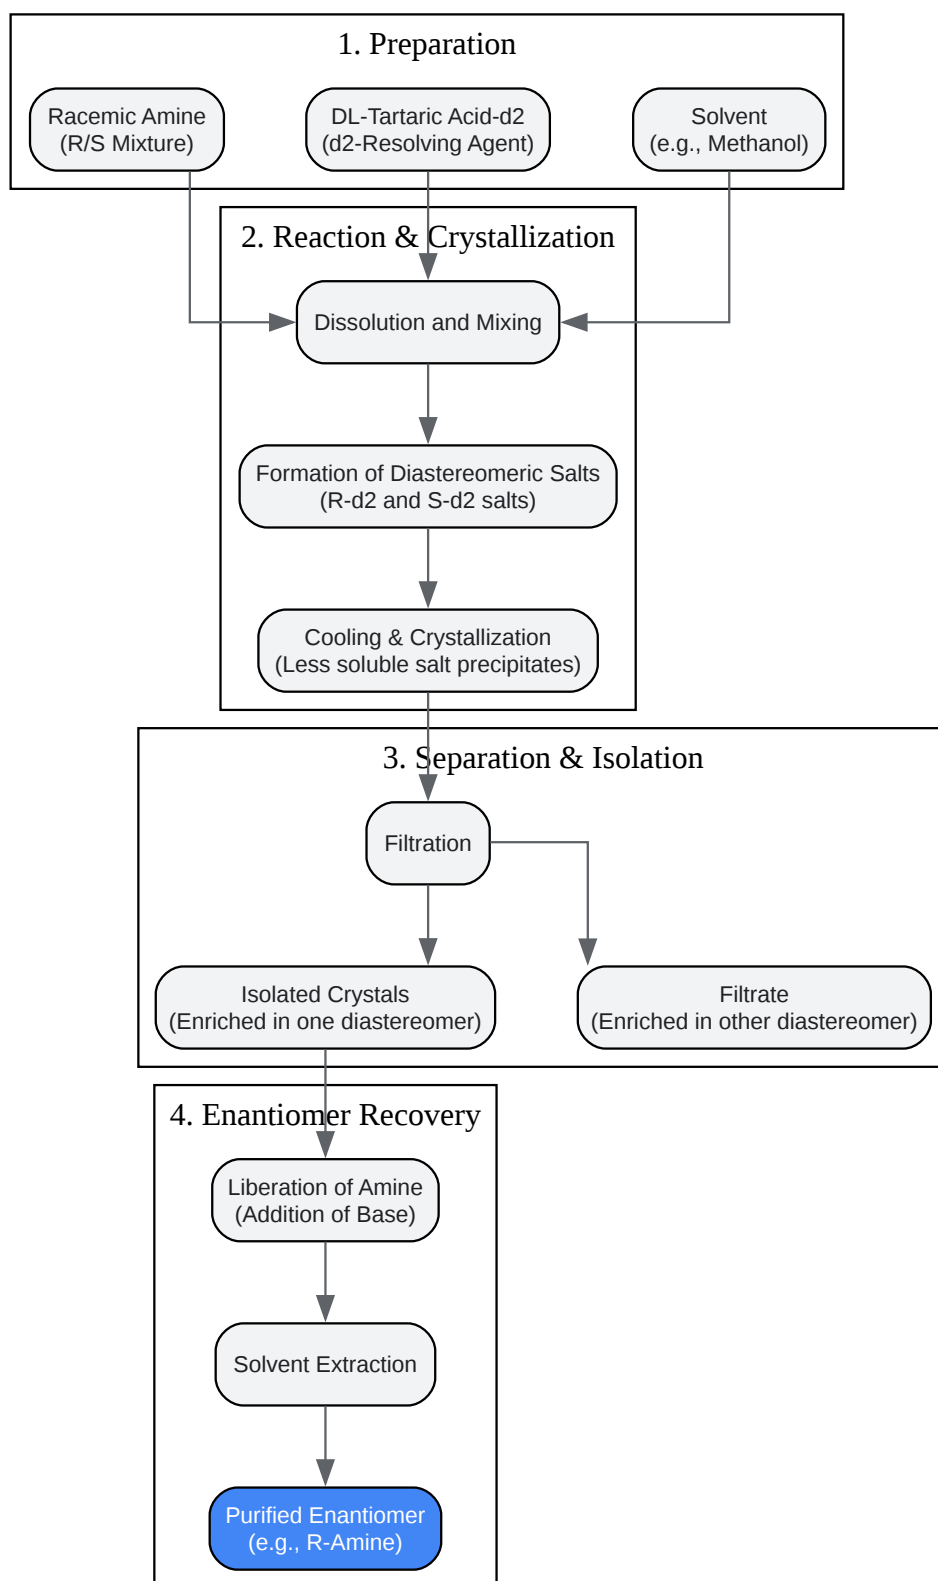 1. Preparation
Racemic Amine
(R/S Mixture)
DL-Tartaric Acid-d2
(d2-Resolving Agent)
Solvent
(e.g., Methanol)
2. Reaction & Crystallization
Dissolution and Mixing
Formation of Diastereomeric Salts
(R-d2 and S-d2 salts)
Cooling & Crystallization
(Less soluble salt precipitates)
3. Separation & Isolation
Filtration
Isolated Crystals
(Enriched in one diastereomer)
Filtrate
(Enriched in other diastereomer)
4. Enantiomer Recovery
Liberation of Amine
(Addition of Base)
Solvent Extraction
Purified Enantiomer
(e.g., R-Amine)